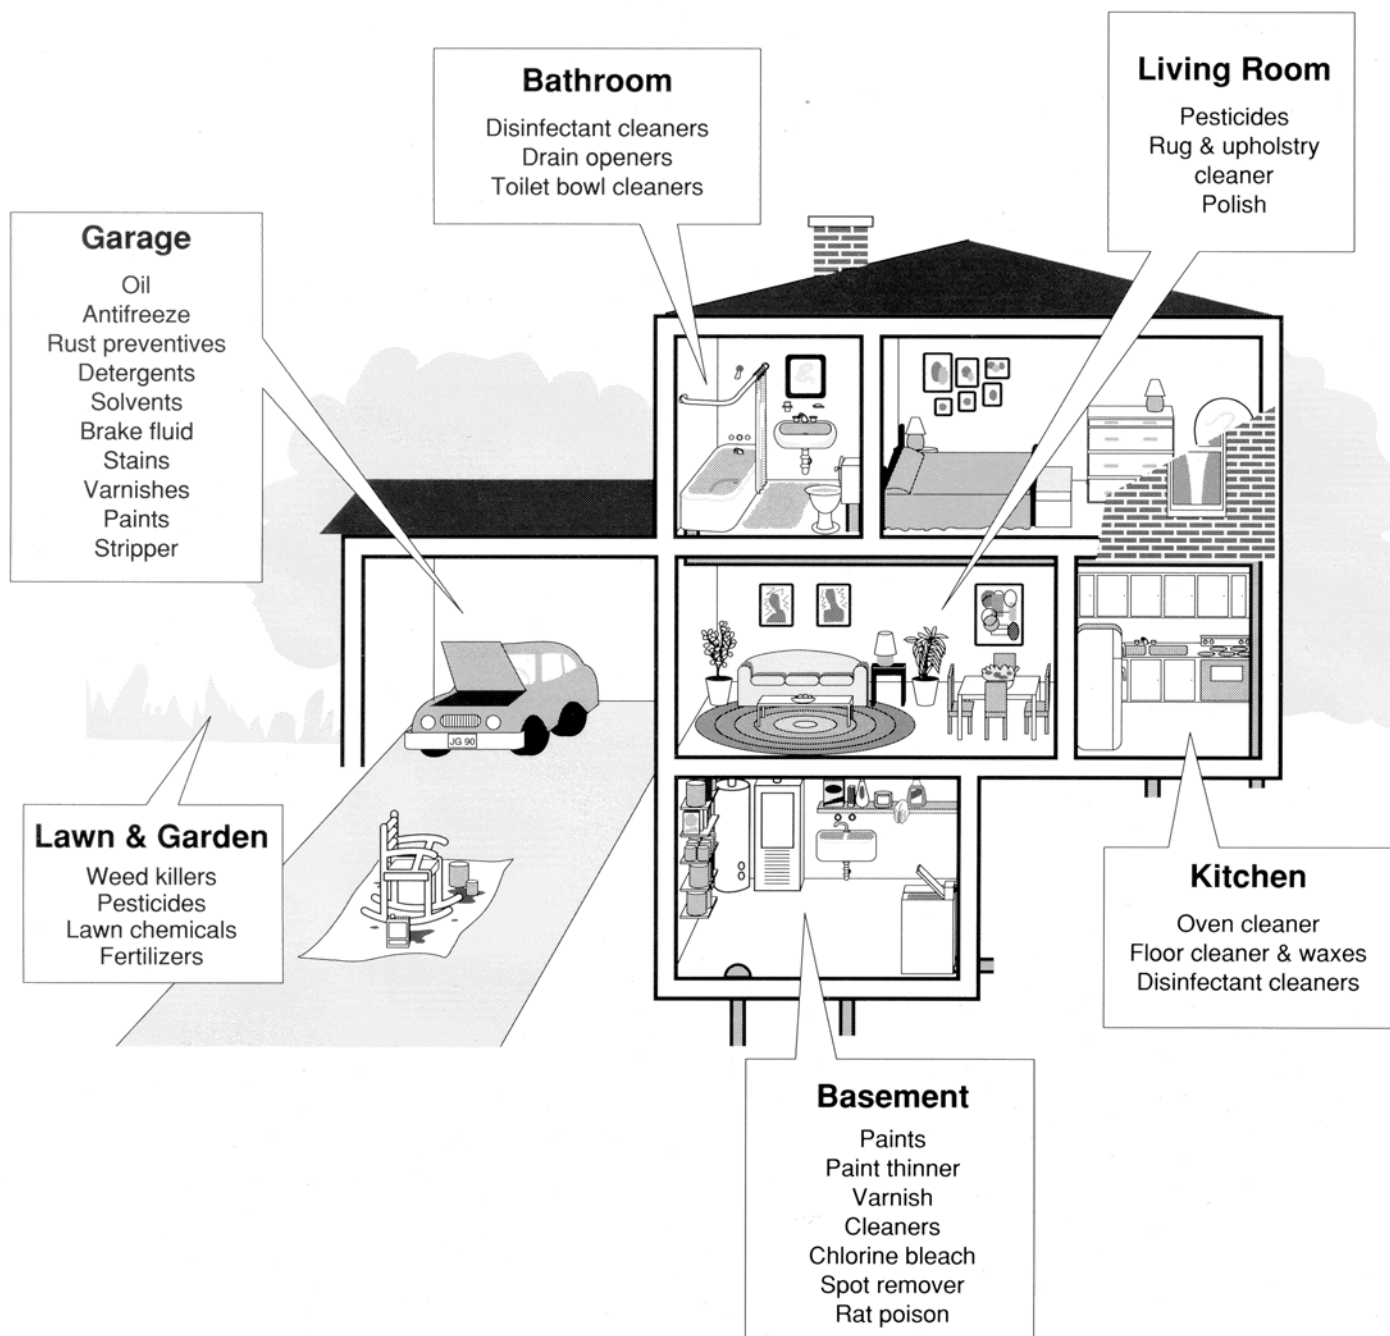 Bathroom
Disinfectant cleaners
Drain openers
Toilet bowl cleaners
Living Room
Pesticides
Rug & upholstry
cleaner
Polish
Garage
Oil
Antifreeze
Rust preventives
Detergents
Solvents
Brake fluid
Stains
Varnishes
Paints
Stripper
JG 90
Lawn & Garden
Weed killers
Pesticides
Lawn chemicals
Fertilizers
Kitchen
Oven cleaner
Floor cleaner & waxes
Disinfectant cleaners
Basement
Paints
Paint thinner
Varnish
Cleaners
Chlorine bleach
Spot remover
Rat poison